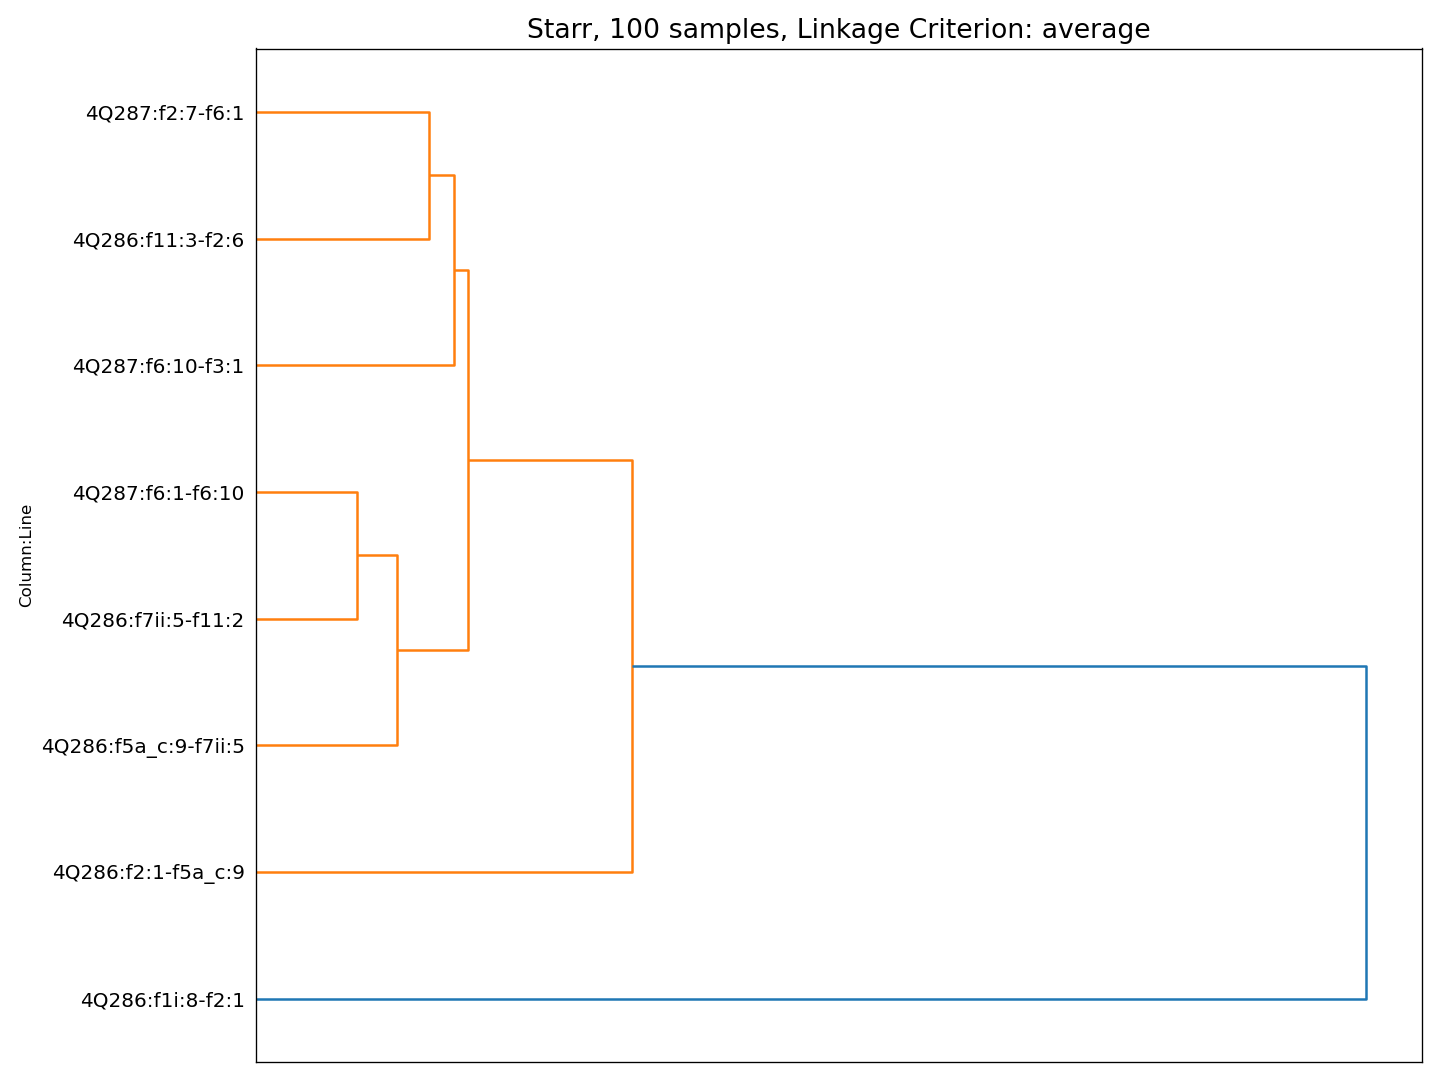 Starr, 100 samples, Linkage Criterion: average
4Q287:f2:7-f6:1
4Q286:f11:3-f2:6
4Q287:f6:10-f3:1
4Q287:f6:1-f6:10
4Q286:f7ii:5-f11:2
4Q286:f5a_c:9-f7ii:5
4Q286:f2:1-f5a_c:9
4Q286:f1i:8-f2:1
Column:Line